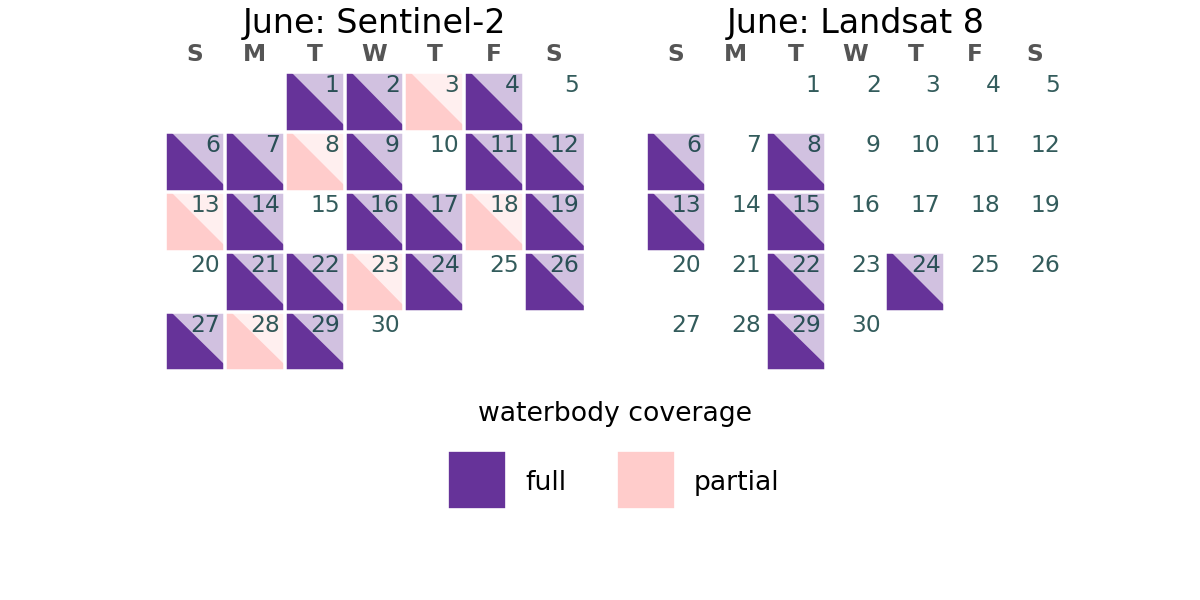 June: Sentinel-2
S M T W T F S
1 2 3 4 5
6 7 8 9 10 11 12
13 14 15 16 17 18 19
20 21 22 23 24 25 26
27 28 29 30
June: Landsat 8
S M T W T F S
1 2 3 4 5
6 7 8 9 10 11 12
13 14 15 16 17 18 19
20 21 22 23 24 25 26
27 28 29 30
waterbody coverage
full partial